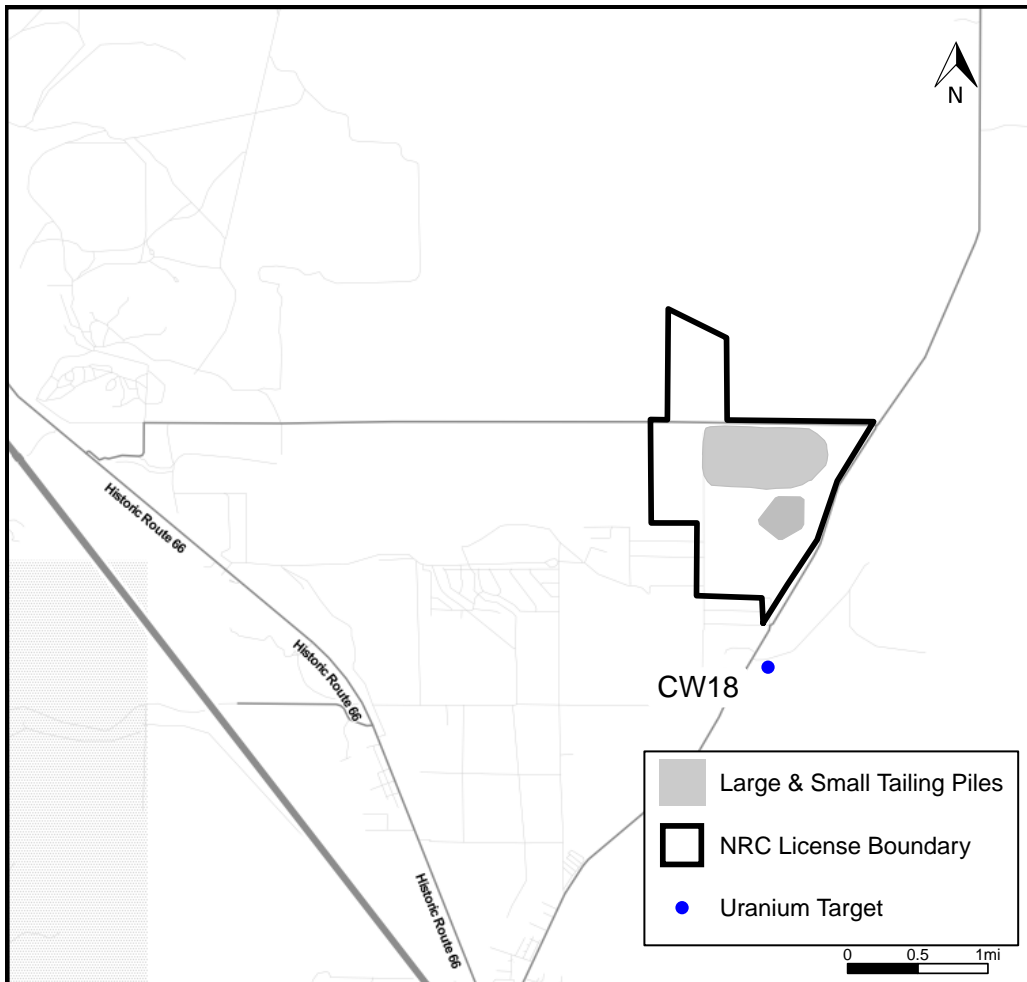 N
Historic Route 66
Historic Route 66
CW18
Large & Small Tailing Piles
NRC License Boundary
Historic Route 66
Uranium Target
0 0.5 1mi